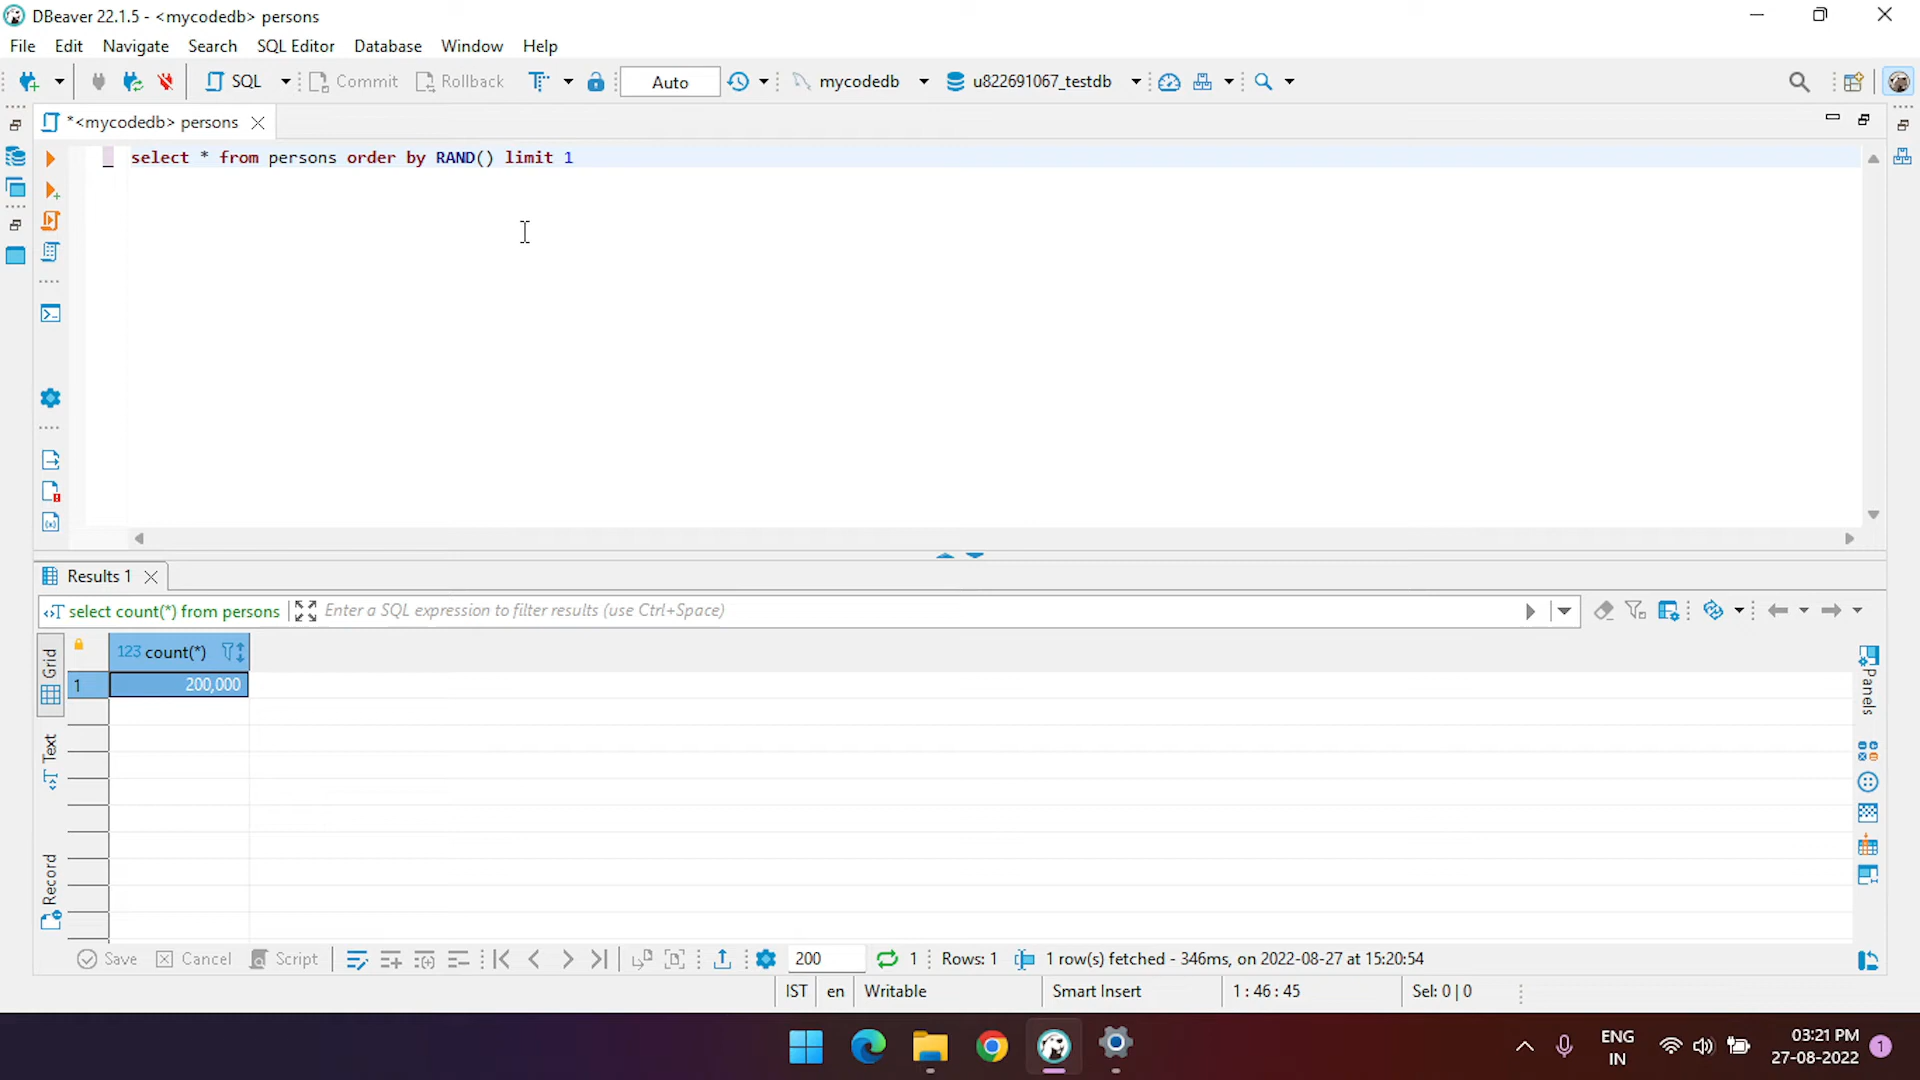 DBeaver 22.1.5 - <mycodedb> persons
File Edit Navigate Search SQL Editor Database Window Help
SQL Commit Rollback Auto mycodedb u822691067_testdb
*<mycodedb> persons
select * from persons order by RAND() limit 1
Results 1
select count(*) from persons Enter a SQL expression to filter results (use Ctrl+Space)
Grid
123 count(*)
1 200,000
Panels
Text
Record
Save Cancel Script 200 1 Rows: 1 1 row(s) fetched - 346ms, on 2022-08-27 at 15:20:54
IST en Writable Smart Insert 1 : 46 : 45 Sel: 0 | 0
ENG
IN
03:21 PM
27-08-2022
1